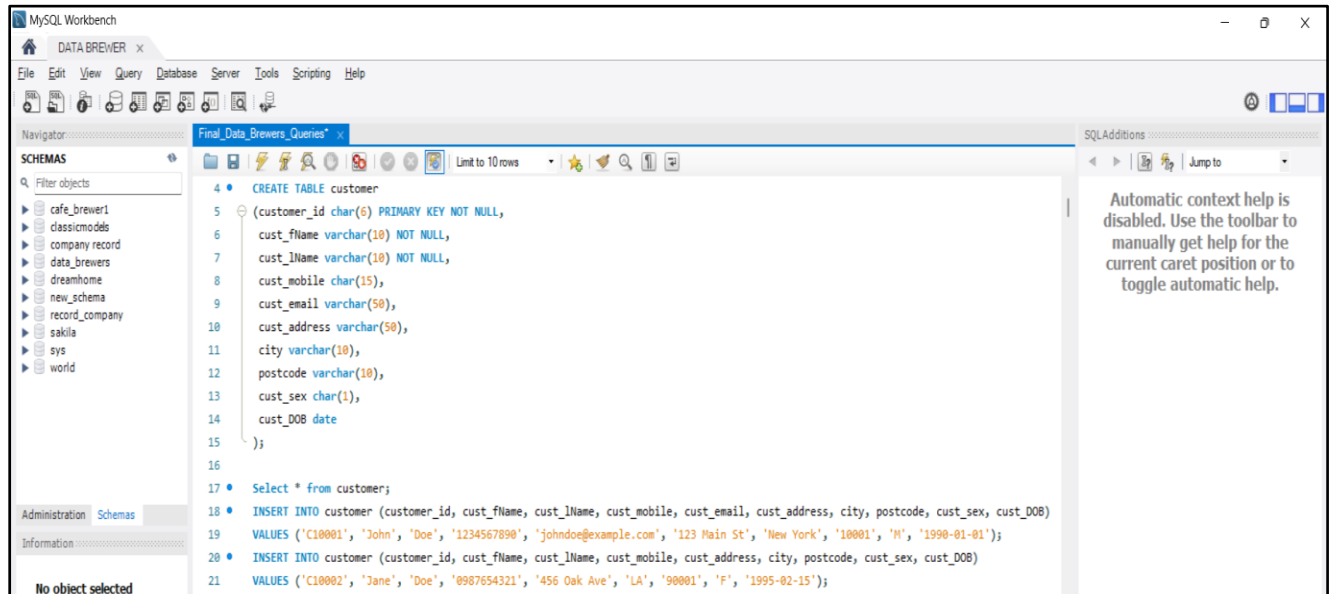 MySQL Workbench
DATA BREWER x
File Edit View Query Database Server Tools Scripting Help
Navigator
SCHEMAS
Filter objects
cafe_brewer1
classicmodels
company record
data_brewers
dreamhome
new_schema
record_company
sakila
sys
world
Administration Schemas
Information
No object selected
Final_Data_Brewers_Queries* x
Limit to 10 rows
4 CREATE TABLE customer
5 (customer_id char(6) PRIMARY KEY NOT NULL,
6 cust_fName varchar(10) NOT NULL,
7 cust_lName varchar(10) NOT NULL,
8 cust_mobile char(15),
9 cust_email varchar(50),
10 cust_address varchar(50),
11 city varchar(10),
12 postcode varchar(10),
13 cust_sex char(1),
14 cust_DOB date
15 );
16
17 Select * from customer;
18 INSERT INTO customer (customer_id, cust_fName, cust_lName, cust_mobile, cust_email, cust_address, city, postcode, cust_sex, cust_DOB)
19 VALUES ('C10001', 'John', 'Doe', '1234567890', 'johndoe@example.com', '123 Main St', 'New York', '10001', 'M', '1990-01-01');
20 INSERT INTO customer (customer_id, cust_fName, cust_lName, cust_mobile, cust_address, city, postcode, cust_sex, cust_DOB)
21 VALUES ('C10002', 'Jane', 'Doe', '0987654321', '456 Oak Ave', 'LA', '90001', 'F', '1995-02-15');
SQLAdditions
Jump to
Automatic context help is
disabled. Use the toolbar to
manually get help for the
current caret position or to
toggle automatic help.